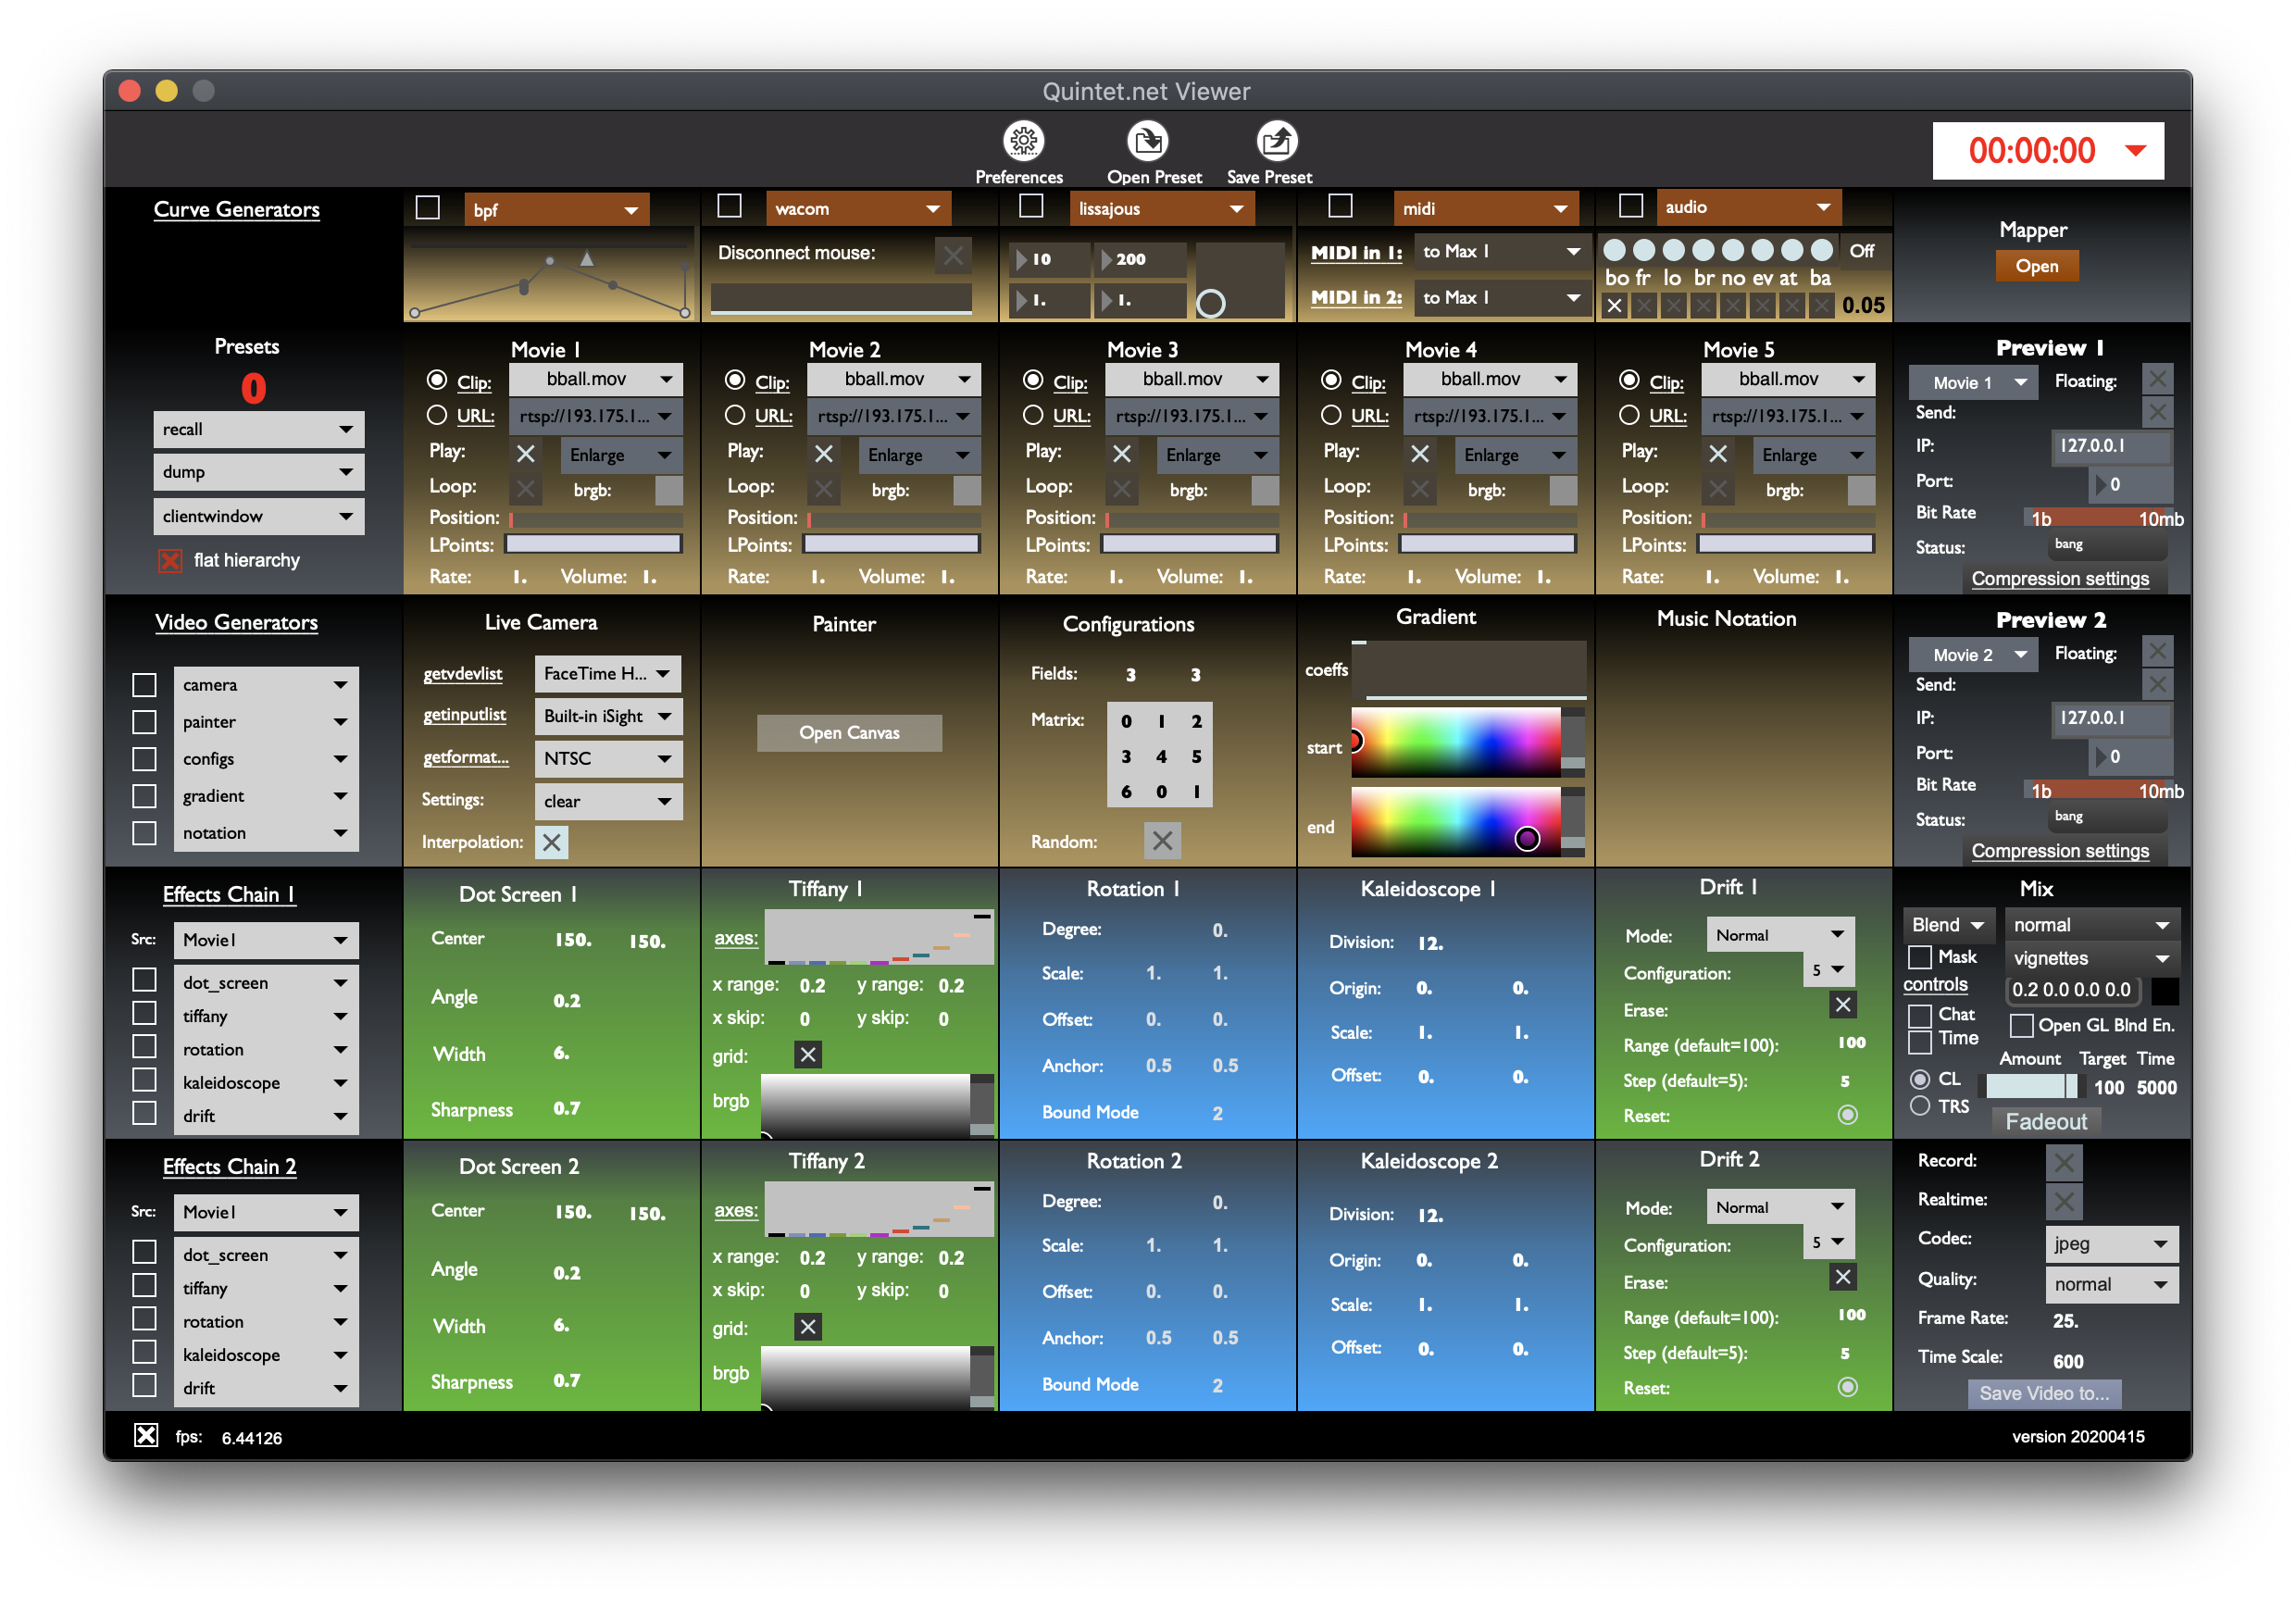 Quintet.net Viewer
Preferences Open Preset Save Preset
00:00:00
Curve Generators
bpf
wacom
Disconnect mouse:
lissajous
10 200
1. 1.
midi
MIDI in 1: to Max 1
MIDI in 2: to Max 1
audio
Off
bo fr lo br no ev at ba
0.05
Mapper
Open
Presets
0
recall
dump
clientwindow
flat hierarchy
Movie 1
Clip: bball.mov
URL: rtsp://193.175.1...
Play: Enlarge
Loop: brgb:
Position:
LPoints:
Rate: 1. Volume: 1.
Movie 2
Clip: bball.mov
URL: rtsp://193.175.1...
Play: Enlarge
Loop: brgb:
Position:
LPoints:
Rate: 1. Volume: 1.
Movie 3
Clip: bball.mov
URL: rtsp://193.175.1...
Play: Enlarge
Loop: brgb:
Position:
LPoints:
Rate: 1. Volume: 1.
Movie 4
Clip: bball.mov
URL: rtsp://193.175.1...
Play: Enlarge
Loop: brgb:
Position:
LPoints:
Rate: 1. Volume: 1.
Movie 5
Clip: bball.mov
URL: rtsp://193.175.1...
Play: Enlarge
Loop: brgb:
Position:
LPoints:
Rate: 1. Volume: 1.
Preview 1
Movie 1 Floating:
Send:
IP: 127.0.0.1
Port: 0
Bit Rate 1b 10mb
Status: bang
Compression settings
Video Generators
camera
painter
configs
gradient
notation
Live Camera
getvdevlist FaceTime H...
getinputlist Built-in iSight
getformat... NTSC
Settings: clear
Interpolation:
Painter
Open Canvas
Configurations
Fields: 3 3
Matrix: 0 1 2
3 4 5
6 0 1
Random:
Gradient
coeffs
start
end
Music Notation
Preview 2
Movie 2 Floating:
Send:
IP: 127.0.0.1
Port: 0
Bit Rate 1b 10mb
Status: bang
Compression settings
Effects Chain 1
Src: Movie1
dot_screen
tiffany
rotation
kaleidoscope
drift
Dot Screen 1
Center 150. 150.
Angle 0.2
Width 6.
Sharpness 0.7
Tiffany 1
axes:
x range: 0.2 y range: 0.2
x skip: 0 y skip: 0
grid:
brgb
Rotation 1
Degree: 0.
Scale: 1. 1.
Offset: 0. 0.
Anchor: 0.5 0.5
Bound Mode 2
Kaleidoscope 1
Division: 12.
Origin: 0. 0.
Scale: 1. 1.
Offset: 0. 0.
Drift 1
Mode: Normal
Configuration: 5
Erase:
Range (default=100): 100
Step (default=5): 5
Reset:
Mix
Blend normal
Mask vignettes
controls 0.2 0.0 0.0 0.0
Chat
Open GL Blnd En.
Time
Amount Target Time
CL 100 5000
TRS
Fadeout
Effects Chain 2
Src: Movie1
dot_screen
tiffany
rotation
kaleidoscope
drift
Dot Screen 2
Center 150. 150.
Angle 0.2
Width 6.
Sharpness 0.7
Tiffany 2
axes:
x range: 0.2 y range: 0.2
x skip: 0 y skip: 0
grid:
brgb
Rotation 2
Degree: 0.
Scale: 1. 1.
Offset: 0. 0.
Anchor: 0.5 0.5
Bound Mode 2
Kaleidoscope 2
Division: 12.
Origin: 0. 0.
Scale: 1. 1.
Offset: 0. 0.
Drift 2
Mode: Normal
Configuration: 5
Erase:
Range (default=100): 100
Step (default=5): 5
Reset:
Record:
Realtime:
Codec: jpeg
Quality: normal
Frame Rate: 25.
Time Scale: 600
Save Video to...
fps: 6.44126
version 20200415